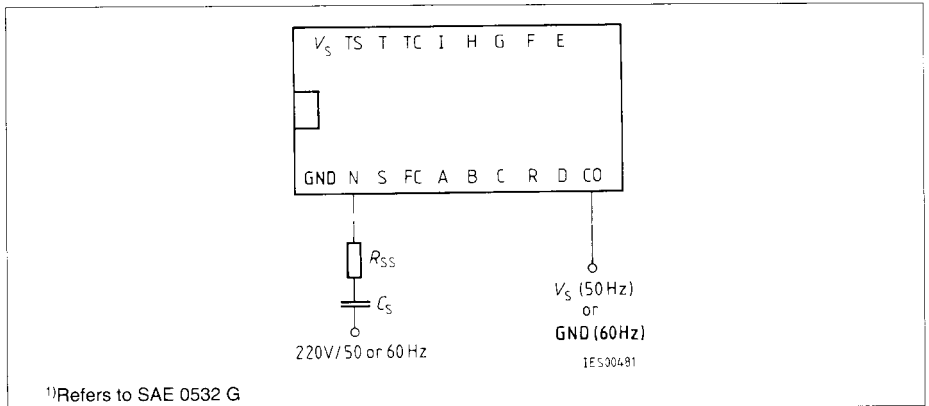 V_S TS T TC I H G F E
GND N S FC A B C R D CO
R_SS
C_S
220V/50 or 60 Hz
V_S (50 Hz)
or
GND (60Hz)
IES00481
¹⁾Refers to SAE 0532 G